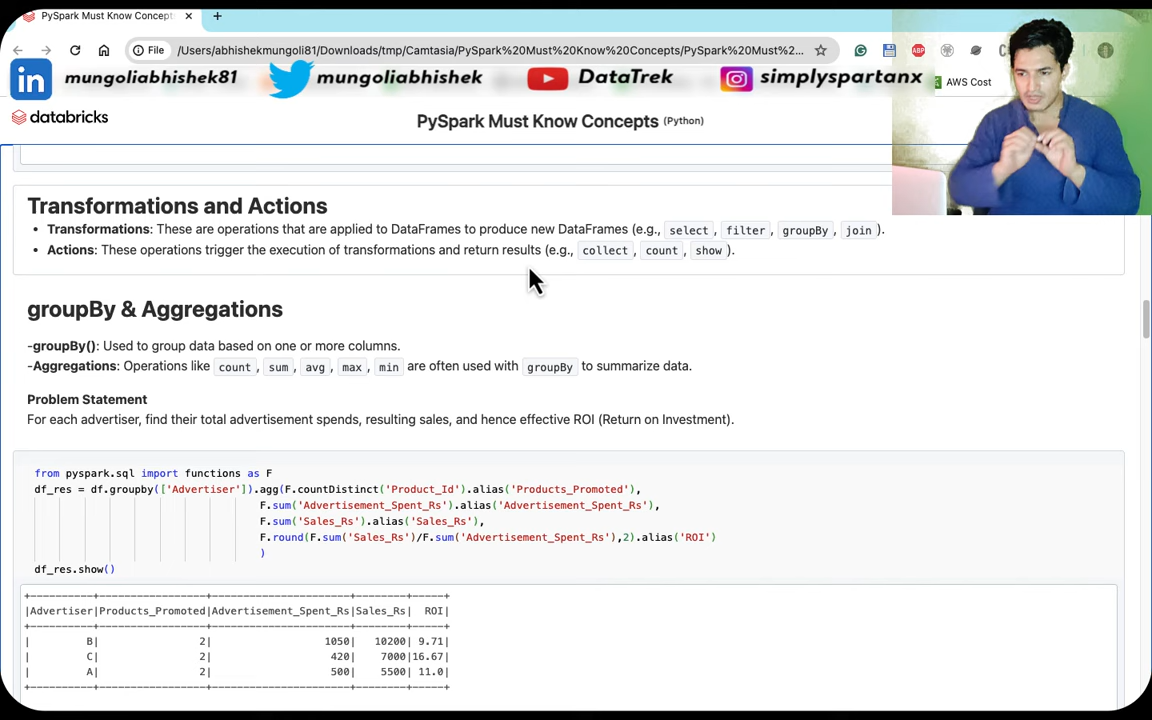 PySpark Must Know Concept
File
/Users/abhishekmungoli81/Downloads/tmp/Camtasia/PySpark%20Must%20Know%20Concepts/PySpark%20Must%2...
ABP
in mungoliabhishek81 mungoliabhishek DataTrek simplyspartanx
AWS Cost
databricks
PySpark Must Know Concepts (Python)
Transformations and Actions
• Transformations: These are operations that are applied to DataFrames to produce new DataFrames (e.g., select, filter, groupBy, join).
• Actions: These operations trigger the execution of transformations and return results (e.g., collect, count, show).
groupBy & Aggregations
-groupBy(): Used to group data based on one or more columns.
-Aggregations: Operations like count, sum, avg, max, min are often used with groupBy to summarize data.
Problem Statement
For each advertiser, find their total advertisement spends, resulting sales, and hence effective ROI (Return on Investment).
from pyspark.sql import functions as F
df_res = df.groupby(['Advertiser']).agg(F.countDistinct('Product_Id').alias('Products_Promoted'),
F.sum('Advertisement_Spent_Rs').alias('Advertisement_Spent_Rs'),
F.sum('Sales_Rs').alias('Sales_Rs'),
F.round(F.sum('Sales_Rs')/F.sum('Advertisement_Spent_Rs'),2).alias('ROI')
)
df_res.show()
+----------+-----------------+----------------------+--------+-----+
|Advertiser|Products_Promoted|Advertisement_Spent_Rs|Sales_Rs|  ROI|
+----------+-----------------+----------------------+--------+-----+
|         B|                2|                  1050|   10200| 9.71|
|         C|                2|                   420|    7000|16.67|
|         A|                2|                   500|    5500| 11.0|
+----------+-----------------+----------------------+--------+-----+